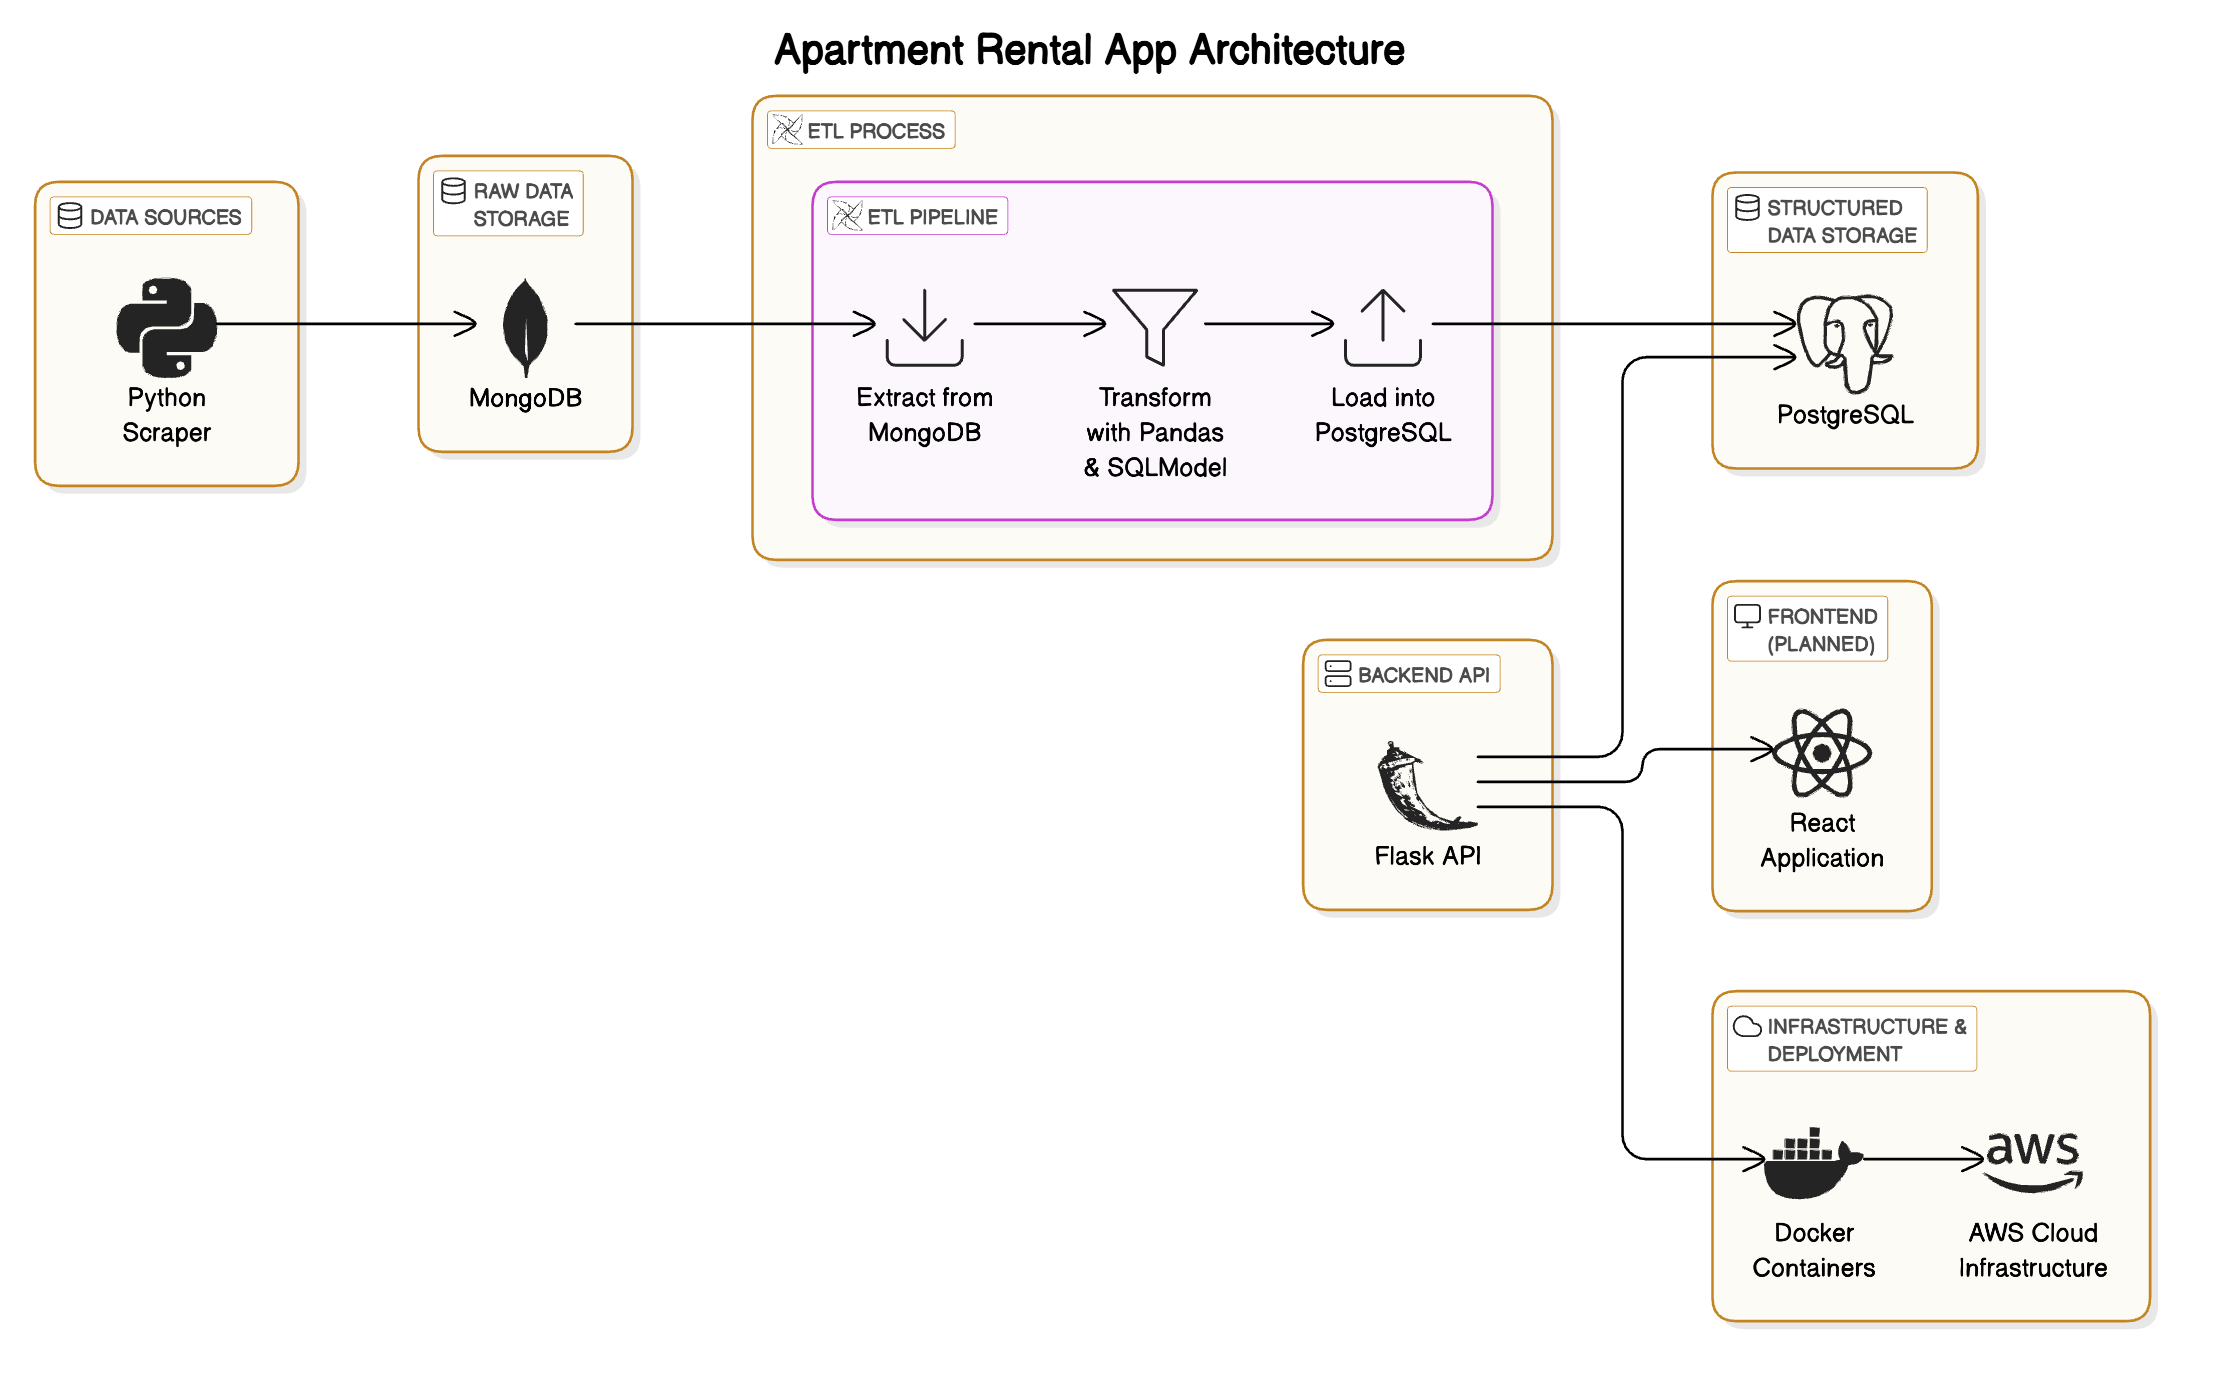 Apartment Rental App Architecture
ETL PROCESS
DATA SOURCES
RAW DATA
STORAGE
ETL PIPELINE
STRUCTURED
DATA STORAGE
Python
Scraper
MongoDB
Extract from
MongoDB
Transform
with Pandas
& SQLModel
Load into
PostgreSQL
PostgreSQL
BACKEND API
Flask API
FRONTEND
(PLANNED)
React
Application
INFRASTRUCTURE &
DEPLOYMENT
aws
Docker
Containers
AWS Cloud
Infrastructure